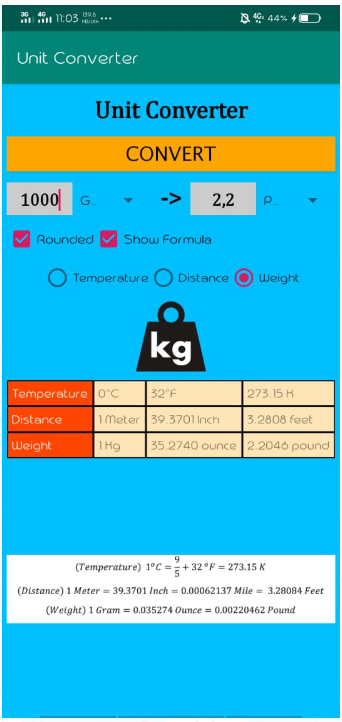 3G 4G 11:03 139.6 ... 4G 44%
Unit Converter
Unit Converter
CONVERT
1000 G.. -> 2,2 P..
Rounded Show Formula
Temperature Distance Weight
kg
Temperature 0°C 32°F 273.15 K
Distance 1 Meter 39.3701 Inch 3.2808 feet
Weight 1 Kg 35.2740 ounce 2.2046 pound
(Temperature) 1°C = 9/5 + 32 °F = 273.15 K
(Distance) 1 Meter = 39.3701 Inch = 0.00062137 Mile = 3.28084 Feet
(Weight) 1 Gram = 0.035274 Ounce = 0.00220462 Pound